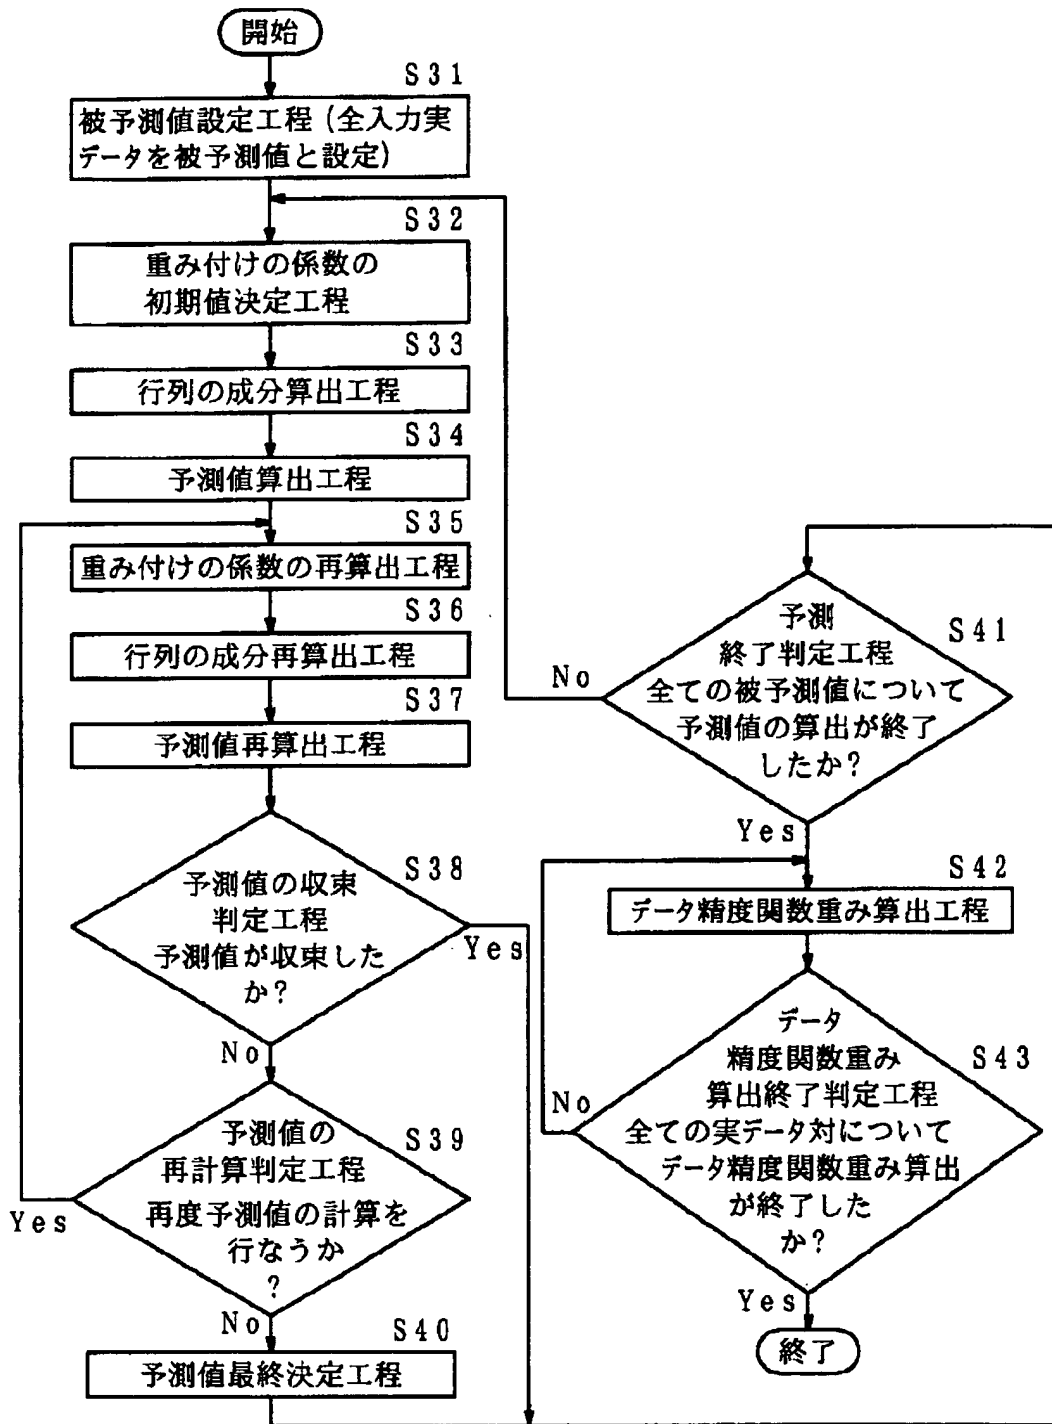 開始
S31
被予測値設定工程(全入力実
データを被予測値と設定)
S32
重み付けの係数の
初期値決定工程
S33
行列の成分算出工程
S34
予測値算出工程
S35
重み付けの係数の再算出工程
S36
行列の成分再算出工程
S37
予測値再算出工程
S38
予測値の収束
判定工程
予測値が収束した
か?
Yes
No
S39
予測値の
再計算判定工程
再度予測値の計算を
行なうか
?
Yes
No
S40
予測値最終決定工程
S41
予測
終了判定工程
全ての被予測値について
予測値の算出が終了
したか?
No
Yes
S42
データ精度関数重み算出工程
S43
データ
精度関数重み
算出終了判定工程
全ての実データ対について
データ精度関数重み算出
が終了した
か?
No
Yes
終了